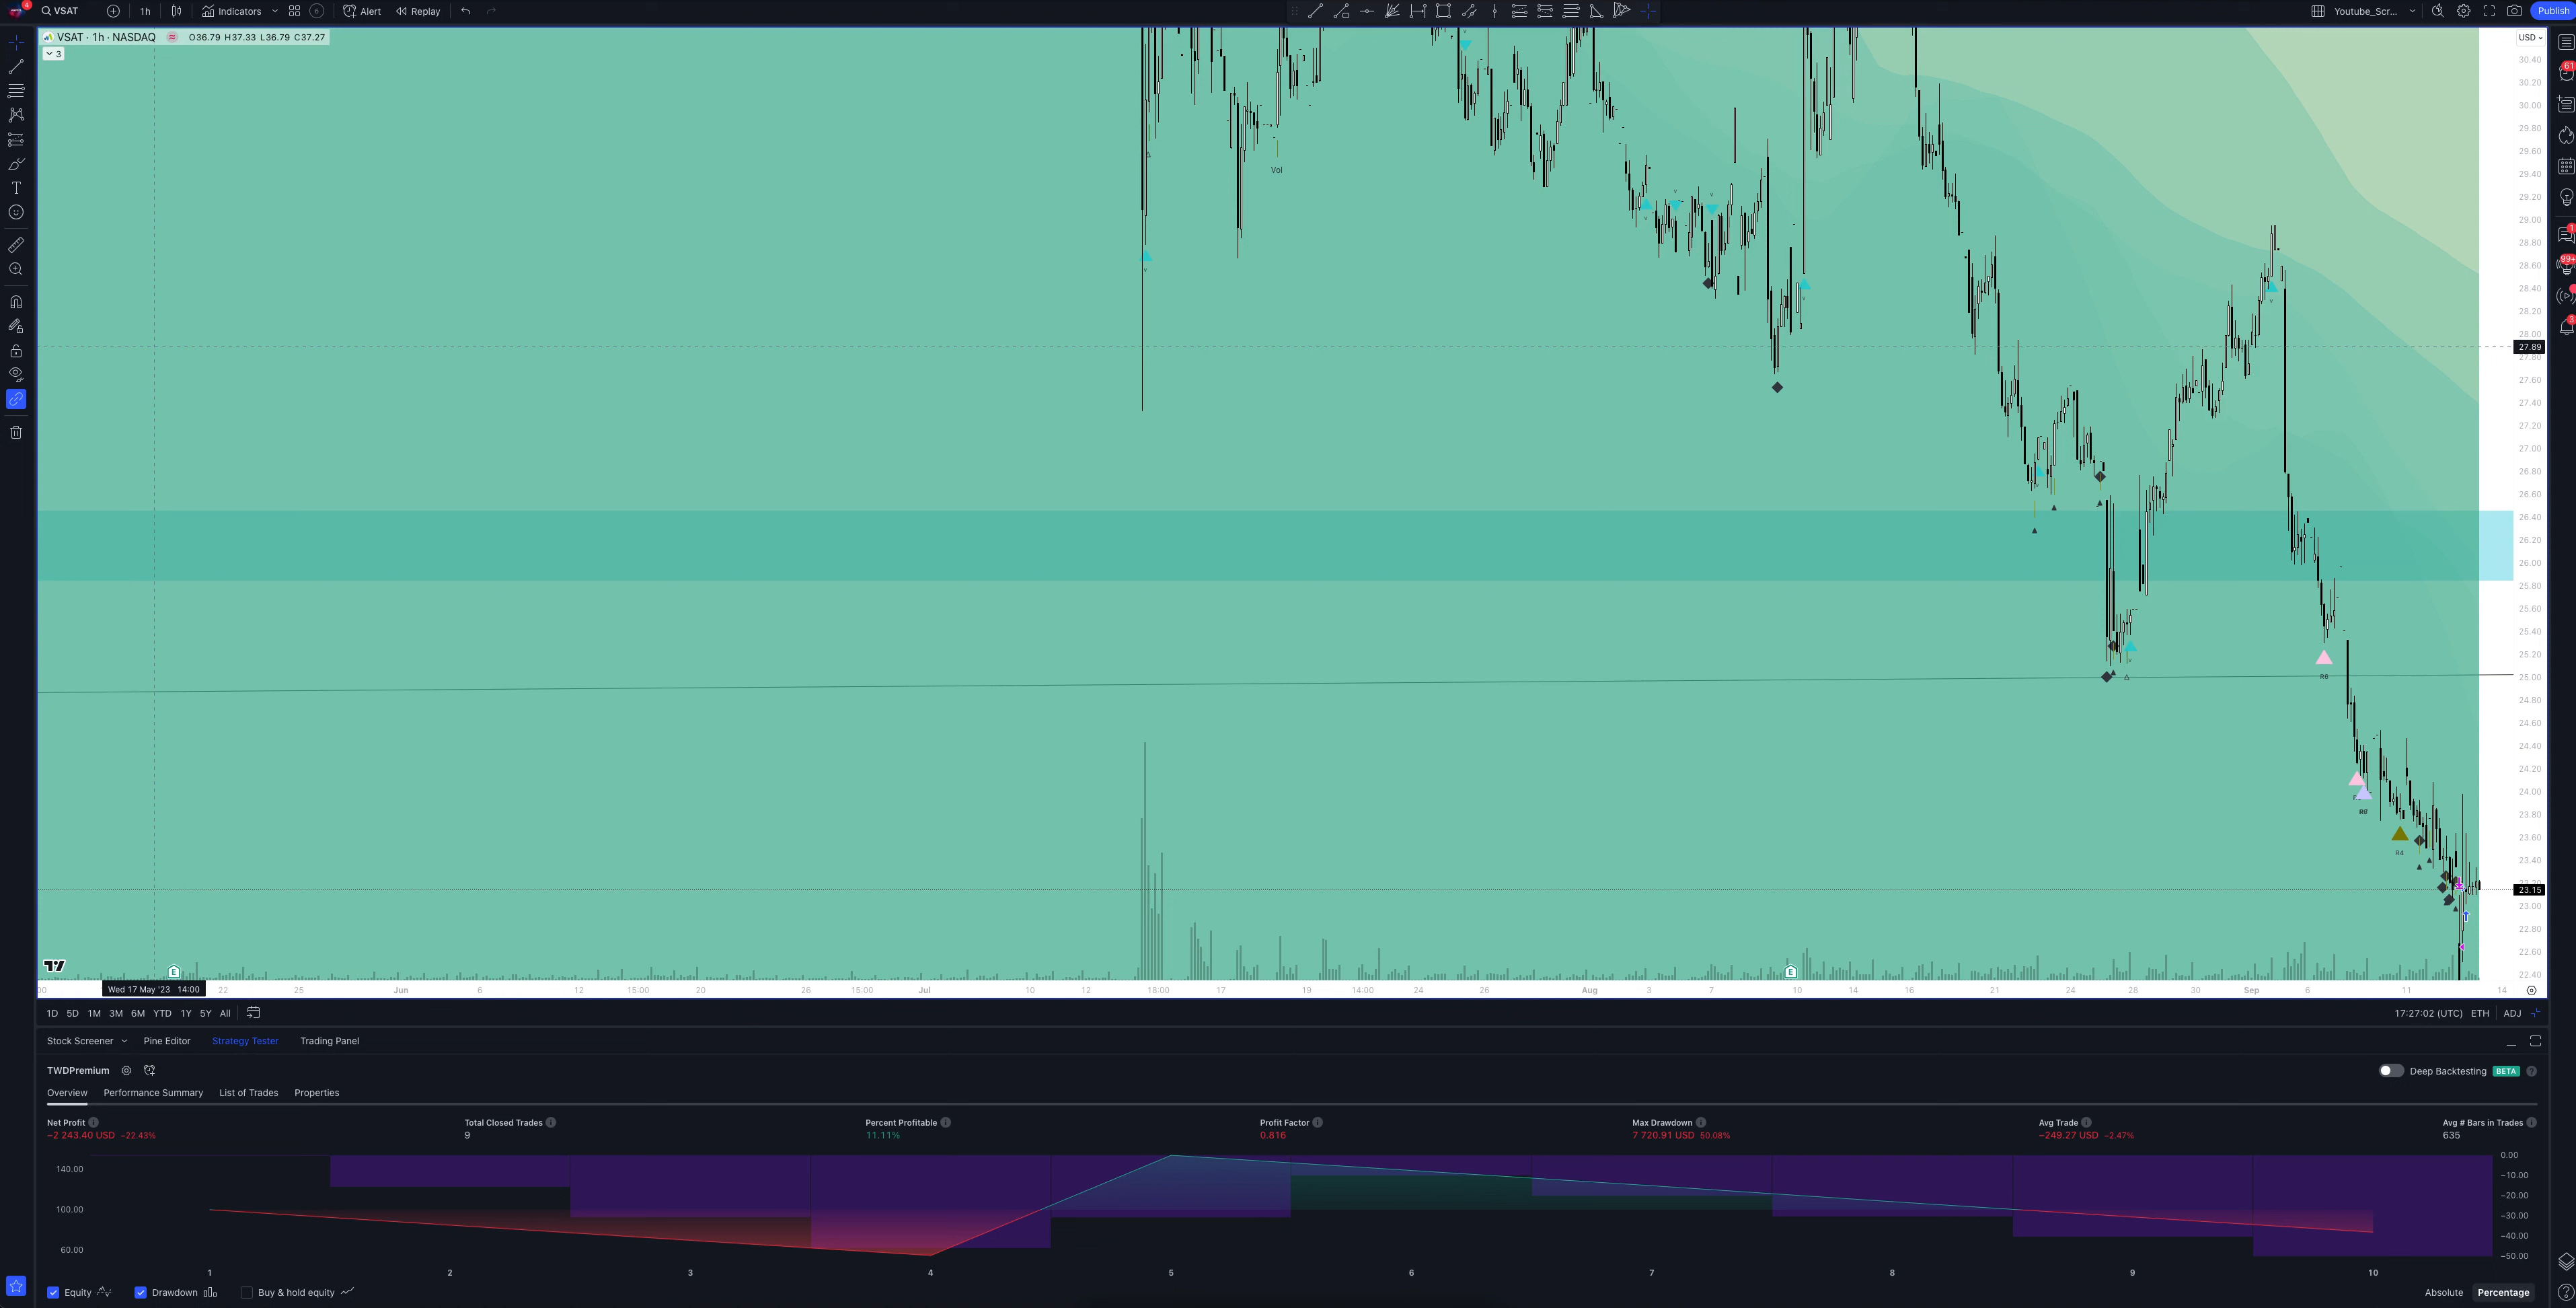 4
VSAT
1h
Indicators
6
Alert
Replay
Youtube_Scr...
Publish
VSAT · 1h · NASDAQ
O36.79 H37.33 L36.79 C37.27
3
USD
30.40
30.20
30.00
29.80
29.60
29.40
29.20
29.00
28.80
28.60
28.40
28.20
28.00
27.89
27.80
27.60
27.40
27.20
27.00
26.80
26.60
26.40
26.20
26.00
25.80
25.60
25.40
25.20
25.00
24.80
24.60
24.40
24.20
24.00
23.80
23.60
23.40
23.15
23.00
22.80
22.60
22.40
61
1
99+
3
Vol
R6
R4
E
E
00
Wed 17 May '23 14:00
22
25
Jun
6
12
15:00
20
26
15:00
Jul
10
12
18:00
17
19
14:00
24
26
Aug
3
7
10
14
16
21
24
28
30
Sep
6
11
14
1D 5D 1M 3M 6M YTD 1Y 5Y All
17:27:02 (UTC) ETH ADJ
Stock Screener
Pine Editor
Strategy Tester
Trading Panel
TWDPremium
Deep Backtesting BETA
Overview
Performance Summary
List of Trades
Properties
Net Profit
−2 243.40 USD −22.43%
Total Closed Trades
9
Percent Profitable
11.11%
Profit Factor
0.816
Max Drawdown
7 720.91 USD 50.08%
Avg Trade
−249.27 USD −2.47%
Avg # Bars in Trades
635
140.00
100.00
60.00
0.00
−10.00
−20.00
−30.00
−40.00
−50.00
1 2 3 4 5 6 7 8 9 10
Equity
Drawdown
Buy & hold equity
Absolute
Percentage